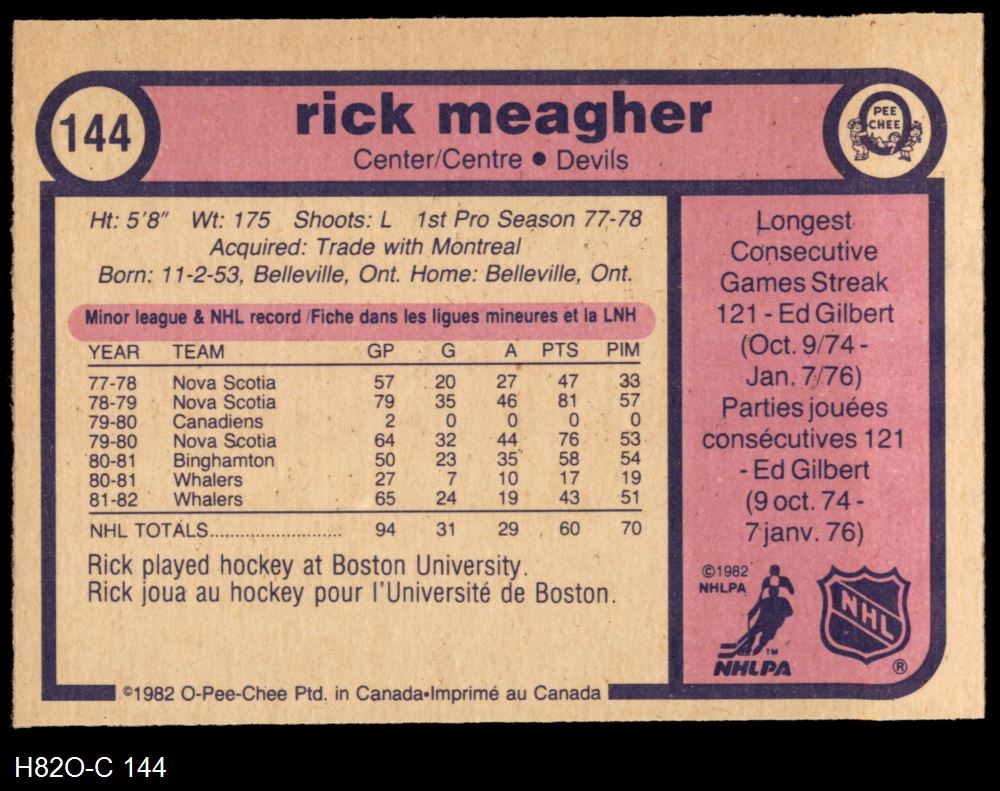 144
rick meagher
Center/Centre • Devils
PEE
CHEE
Ht: 5'8" Wt: 175 Shoots: L 1st Pro Season 77-78
Acquired: Trade with Montreal
Born: 11-2-53, Belleville, Ont. Home: Belleville, Ont.
Minor league & NHL record/Fiche dans les ligues mineures et la LNH
YEAR TEAM GP G A PTS PIM
77-78 Nova Scotia 57 20 27 47 33
78-79 Nova Scotia 79 35 46 81 57
79-80 Canadiens 2 0 0 0 0
79-80 Nova Scotia 64 32 44 76 53
80-81 Binghamton 50 23 35 58 54
80-81 Whalers 27 7 10 17 19
81-82 Whalers 65 24 19 43 51
NHL TOTALS......................... 94 31 29 60 70
Rick played hockey at Boston University.
Rick joua au hockey pour l'Université de Boston.
©1982 O-Pee-Chee Ptd. in Canada•Imprimé au Canada
Longest
Consecutive
Games Streak
121 - Ed Gilbert
(Oct. 9/74 -
Jan. 7/76)
Parties jouées
consécutives 121
- Ed Gilbert
(9 oct. 74 -
7 janv. 76)
©1982
NHLPA
TM
NHLPA
NHL
®
H82O-C 144